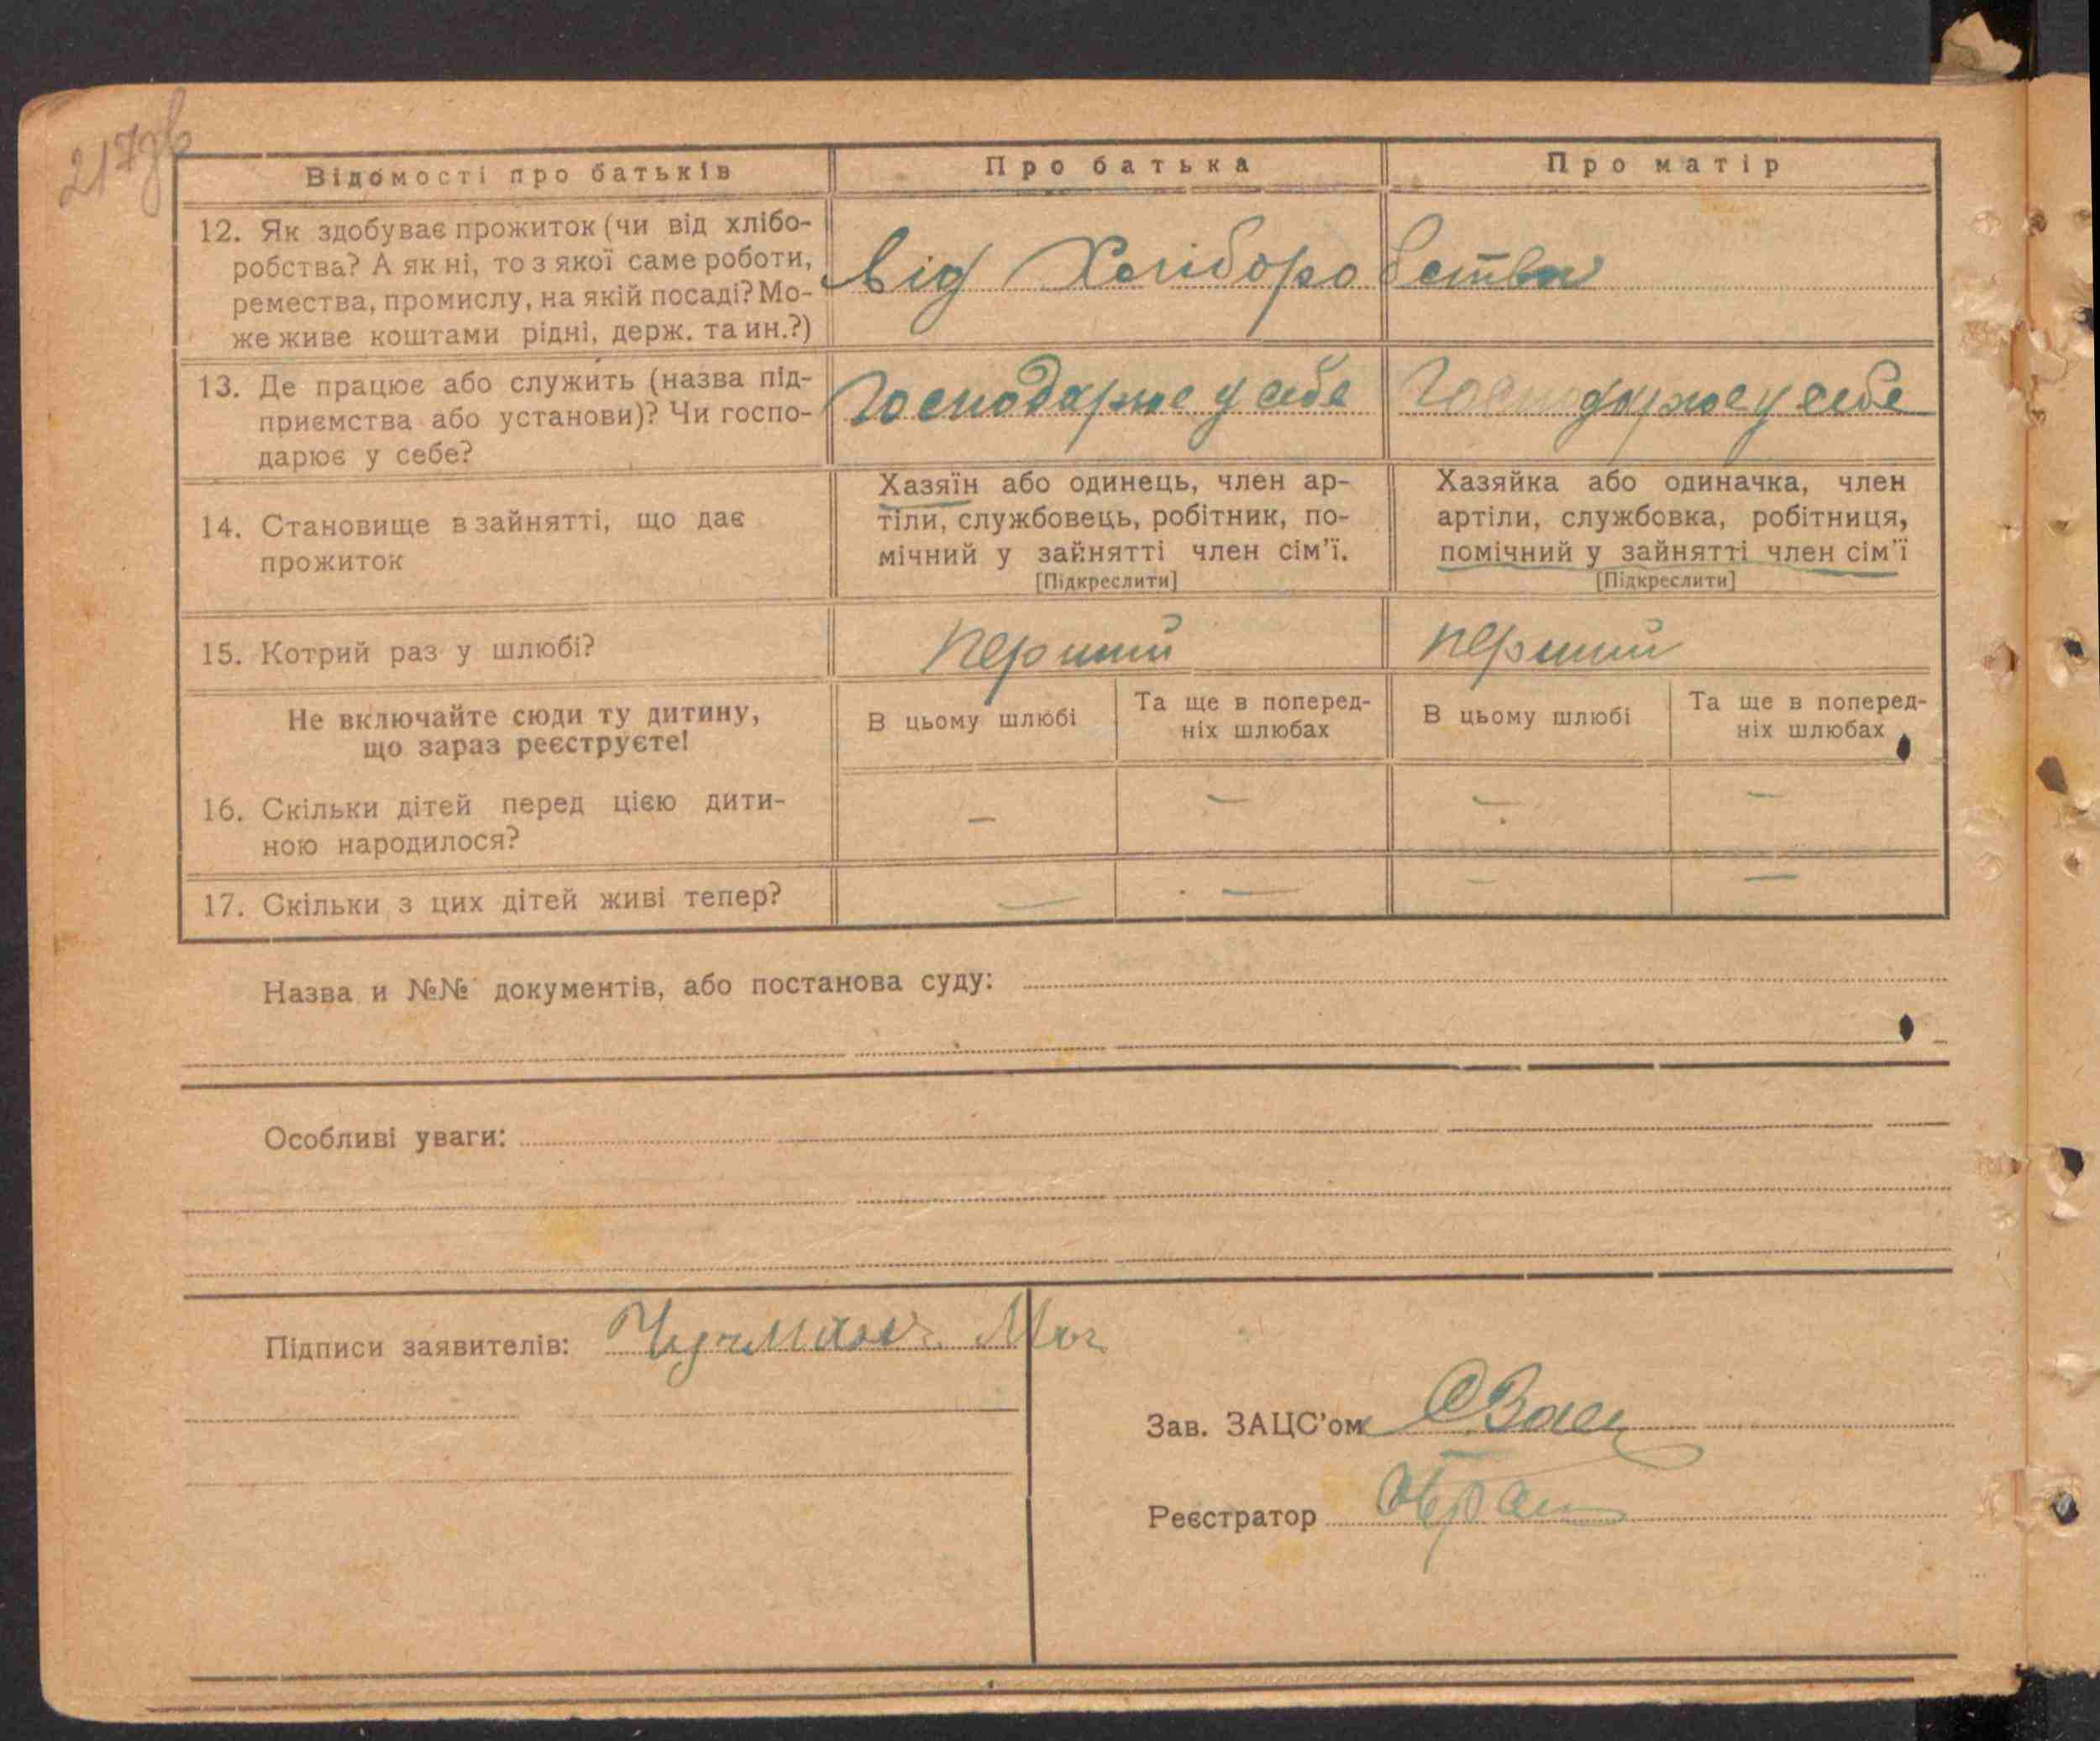 217зв
Відомості про батьків
Про батька
Про матір
12. Як здобуває прожиток (чи від хлібо-
робства? А як ні, то з якої саме роботи,
ремества, промислу, на якій посаді? Мо-
же живе коштами рідні, держ. та ин.?)
Від Хліборобства
13. Де працює або служить (назва під-
приємства або установи)? Чи госпо-
дарює у себе?
Господарює у себе
Господарює у себе
14. Становище в зайнятті, що дає
прожиток
Хазяїн або одинець, член ар-
тіли, службовець, робітник, по-
мічний у зайнятті член сім'ї.
[Підкреслити]
Хазяйка або одиначка, член
артіли, службовка, робітниця,
помічний у зайнятті член сім'ї
[Підкреслити]
15. Котрий раз у шлюбі?
перший
перший
Не включайте сюди ту дитину,
що зараз реєструєте!
В цьому шлюбі
Та ще в поперед-
ніх шлюбах
В цьому шлюбі
Та ще в поперед-
ніх шлюбах
16. Скільки дітей перед цією дити-
ною народилося?
— — — —
17. Скільки з цих дітей живі тепер?
— — — —
Назва и №№ документів, або постанова суду:
Особливі уваги:
Підписи заявителів:
Зав. ЗАЦС'ом
Реєстратор